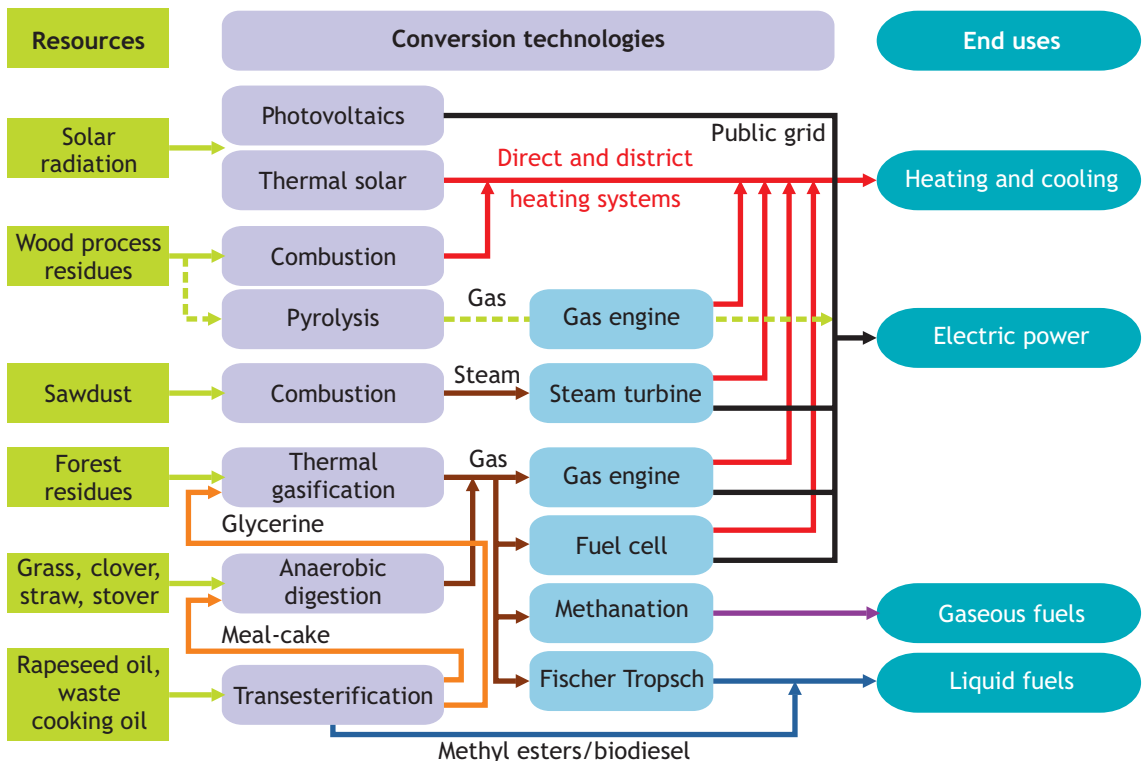 Resources
Conversion technologies
End uses
Solar
radiation
Photovoltaics
Public grid
Thermal solar
Direct and district
heating systems
Heating and cooling
Wood process
residues
Combustion
Pyrolysis
Gas
Gas engine
Electric power
Sawdust
Combustion
Steam
Steam turbine
Forest
residues
Thermal
gasification
Gas
Gas engine
Glycerine
Fuel cell
Grass, clover,
straw, stover
Anaerobic
digestion
Methanation
Gaseous fuels
Meal-cake
Rapeseed oil,
waste
cooking oil
Transesterification
Fischer Tropsch
Liquid fuels
Methyl esters/biodiesel